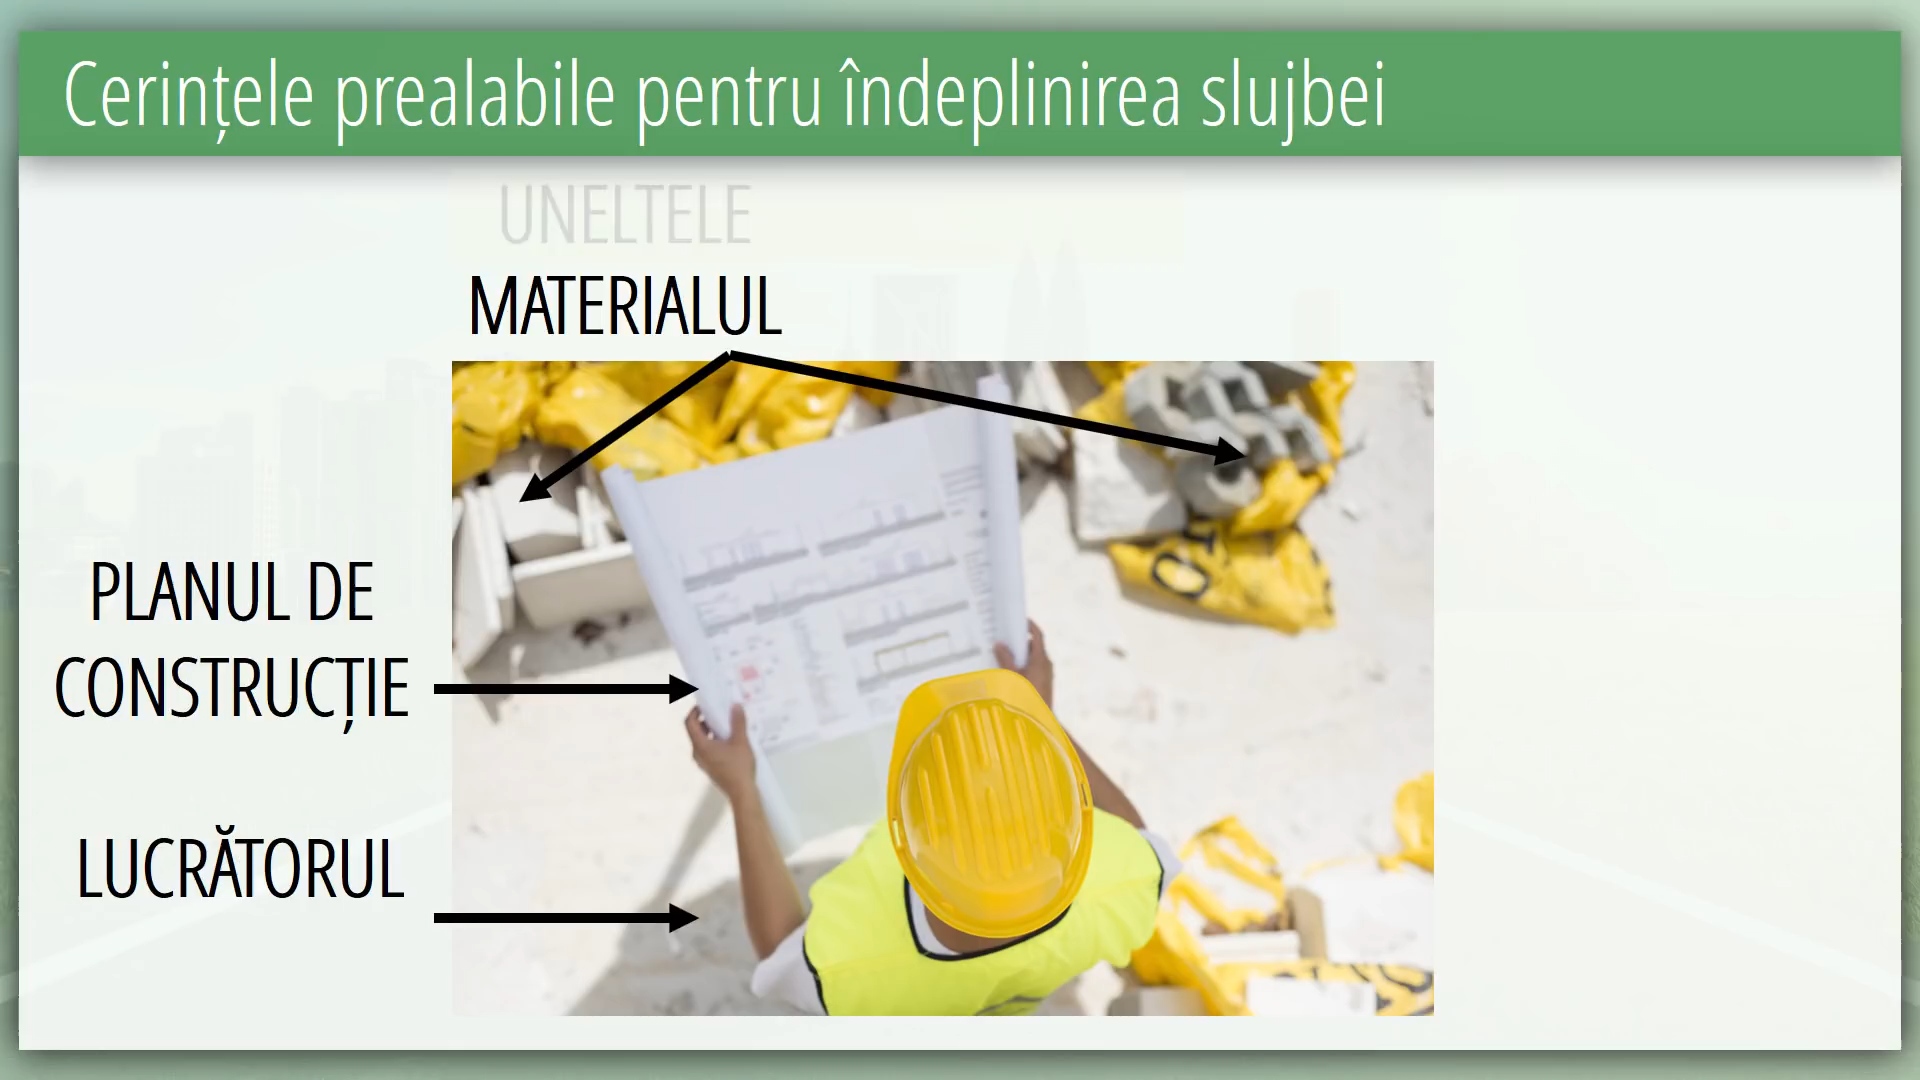 Cerințele prealabile pentru îndeplinirea slujbei
UNELTELE
MATERIALUL
PLANUL DE
CONSTRUCȚIE
LUCRĂTORUL